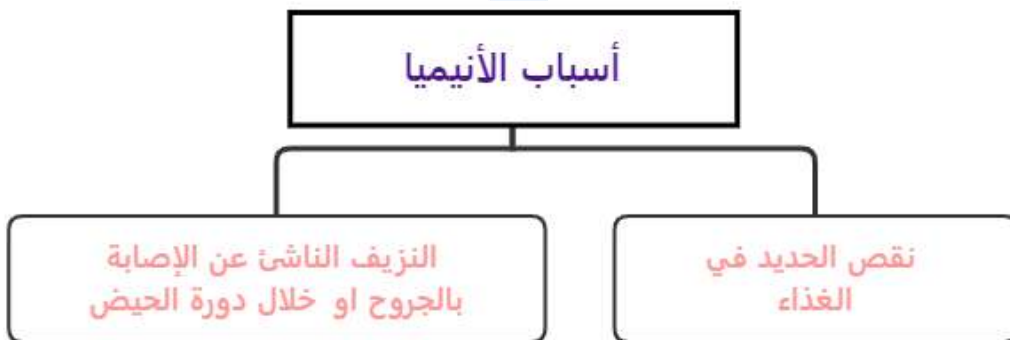 أسباب الأنيميا
نقص الحديد في
الغذاء
النزيف الناشئ عن الإصابة
بالجروح او خلال دورة الحيض